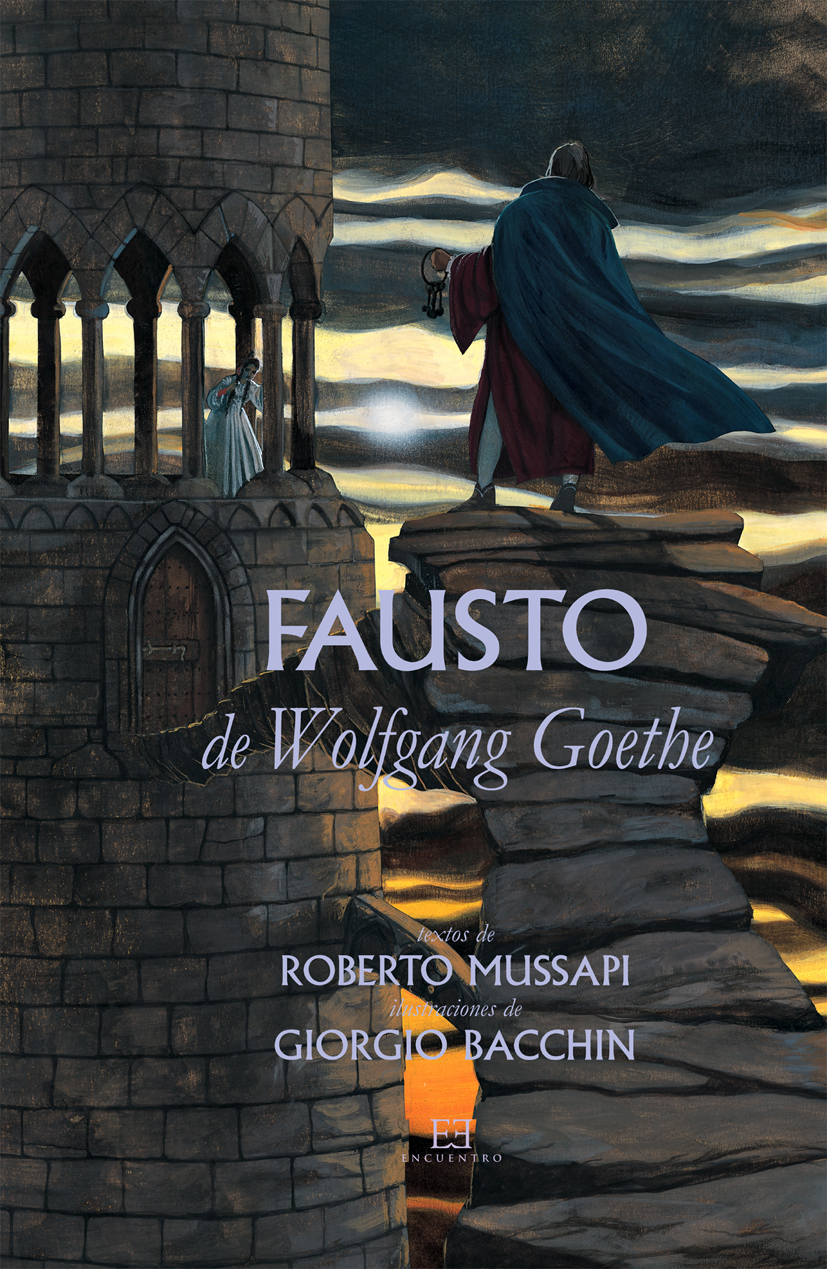 FAUSTO
de Wolfgang Goethe
textos de
ROBERTO MUSSAPI
ilustraciones de
GIORGIO BACCHIN
EE
ENCUENTRO